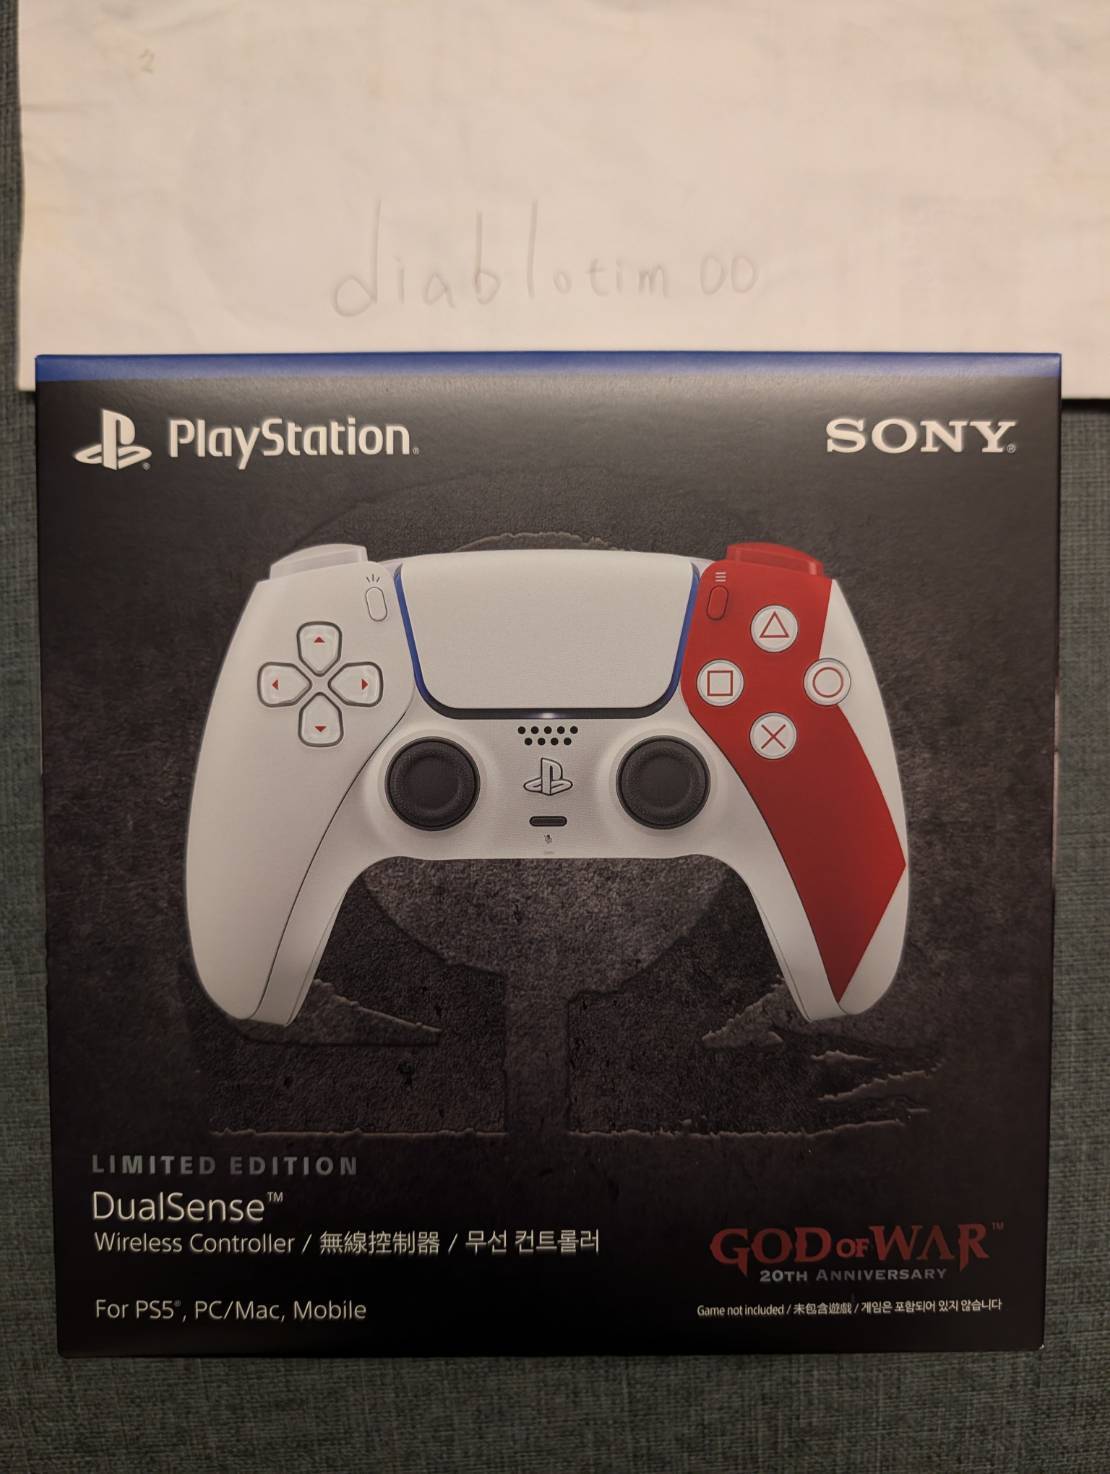 diablotim00
PlayStation®
SONY®
LIMITED EDITION
DualSense™
Wireless Controller / 無線控制器 / 무선 컨트롤러
For PS5®, PC/Mac, Mobile
GOD OF WAR™
20TH ANNIVERSARY
Game not included / 未包含遊戲 / 게임은 포함되어 있지 않습니다